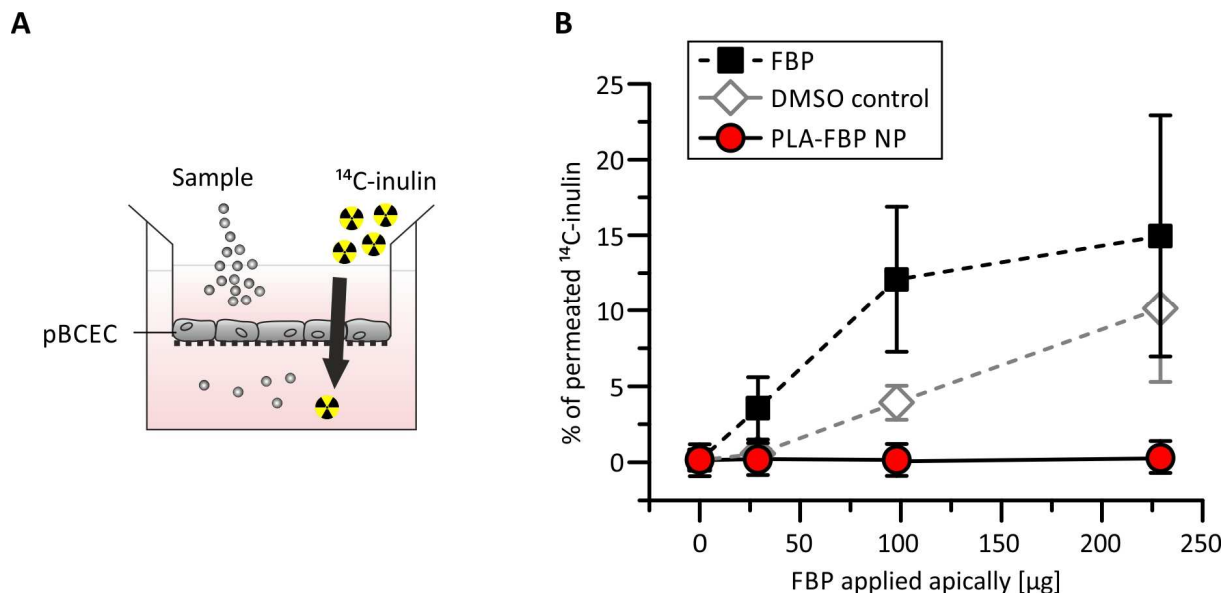 A
Sample
¹⁴C-inulin
pBCEC
B
FBP
DMSO control
PLA-FBP NP
% of permeated ¹⁴C-inulin
25
20
15
10
5
0
0 50 100 150 200 250
FBP applied apically [µg]